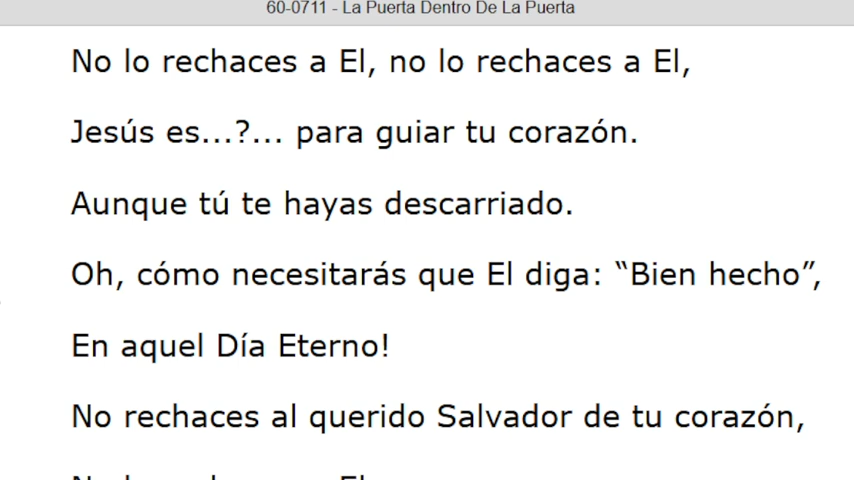 60-0711 - La Puerta Dentro De La Puerta
No lo rechaces a El, no lo rechaces a El,
Jesús es...?... para guiar tu corazón.
Aunque tú te hayas descarriado.
Oh, cómo necesitarás que El diga: “Bien hecho”,
En aquel Día Eterno!
No rechaces al querido Salvador de tu corazón,